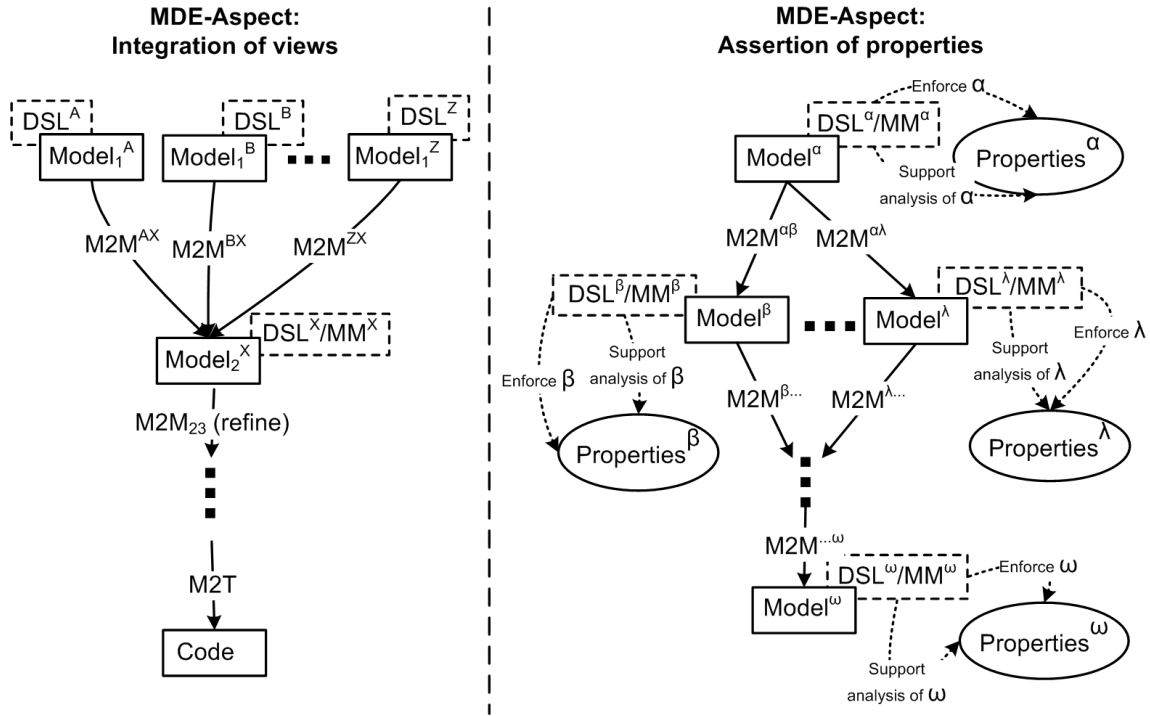 MDE-Aspect:
Integration of views
DSL^A
Model₁^A
DSL^B
Model₁^B
DSL^Z
Model₁^Z
M2M^AX
M2M^BX
M2M^ZX
DSL^X/MM^X
Model₂^X
M2M₂₃ (refine)
M2T
Code
MDE-Aspect:
Assertion of properties
Enforce α
DSL^α/MM^α
Model^α
Properties^α
Support
analysis of α
M2M^αβ
M2M^αλ
DSL^β/MM^β
Model^β
Enforce β
Support
analysis of β
Properties^β
DSL^λ/MM^λ
Model^λ
Enforce λ
Support
analysis of λ
Properties^λ
M2M^β...
M2M^λ...
M2M^...ω
DSL^ω/MM^ω
Model^ω
Enforce ω
Properties^ω
Support
analysis of ω